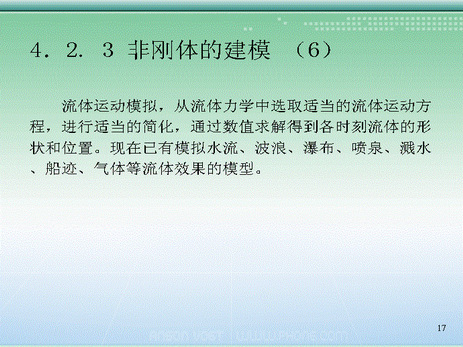 4. 2. 3 非刚体的建模 （6）
流体运动模拟，从流体力学中选取适当的流体运动方
程，进行适当的简化，通过数值求解得到各时刻流体的形
状和位置。现在已有模拟水流、波浪、瀑布、喷泉、溅水
、船迹、气体等流体效果的模型。
17